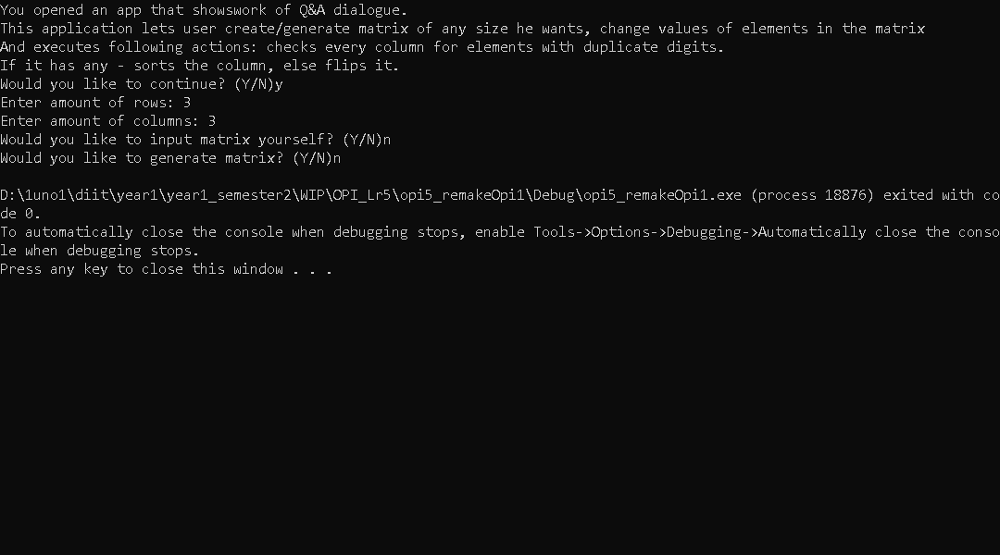 You opened an app that showswork of Q&A dialogue.
This application lets user create/generate matrix of any size he wants, change values of elements in the matrix
And executes following actions: checks every column for elements with duplicate digits.
If it has any - sorts the column, else flips it.
Would you like to continue? (Y/N)y
Enter amount of rows: 3
Enter amount of columns: 3
Would you like to input matrix yourself? (Y/N)n
Would you like to generate matrix? (Y/N)n
D:\1uno1\diit\year1\year1_semester2\WIP\OPI_Lr5\opi5_remakeOpi1\Debug\opi5_remakeOpi1.exe (process 18876) exited with co
de 0.
To automatically close the console when debugging stops, enable Tools->Options->Debugging->Automatically close the conso
le when debugging stops.
Press any key to close this window . . .